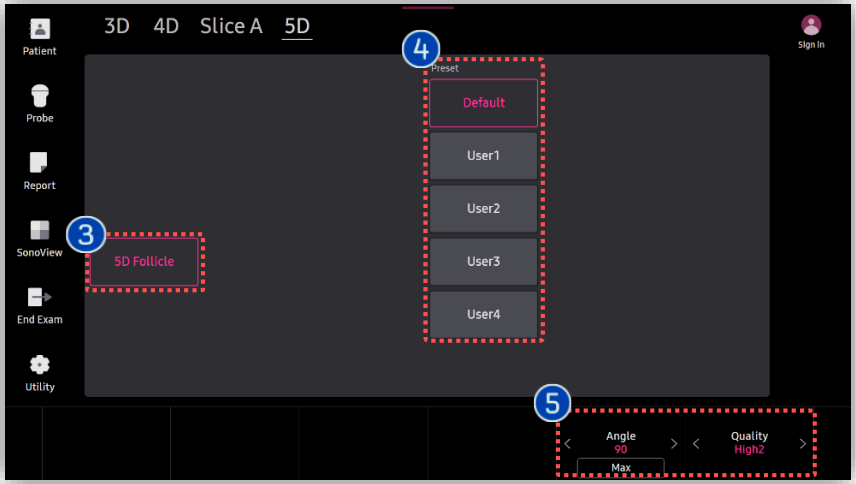 3D 4D Slice A 5D
Sign In
Patient
Probe
Report
SonoView
End Exam
Utility
3
5D Follicle
4
Preset
Default
User1
User2
User3
User4
5
Angle
90
Max
Quality
High2